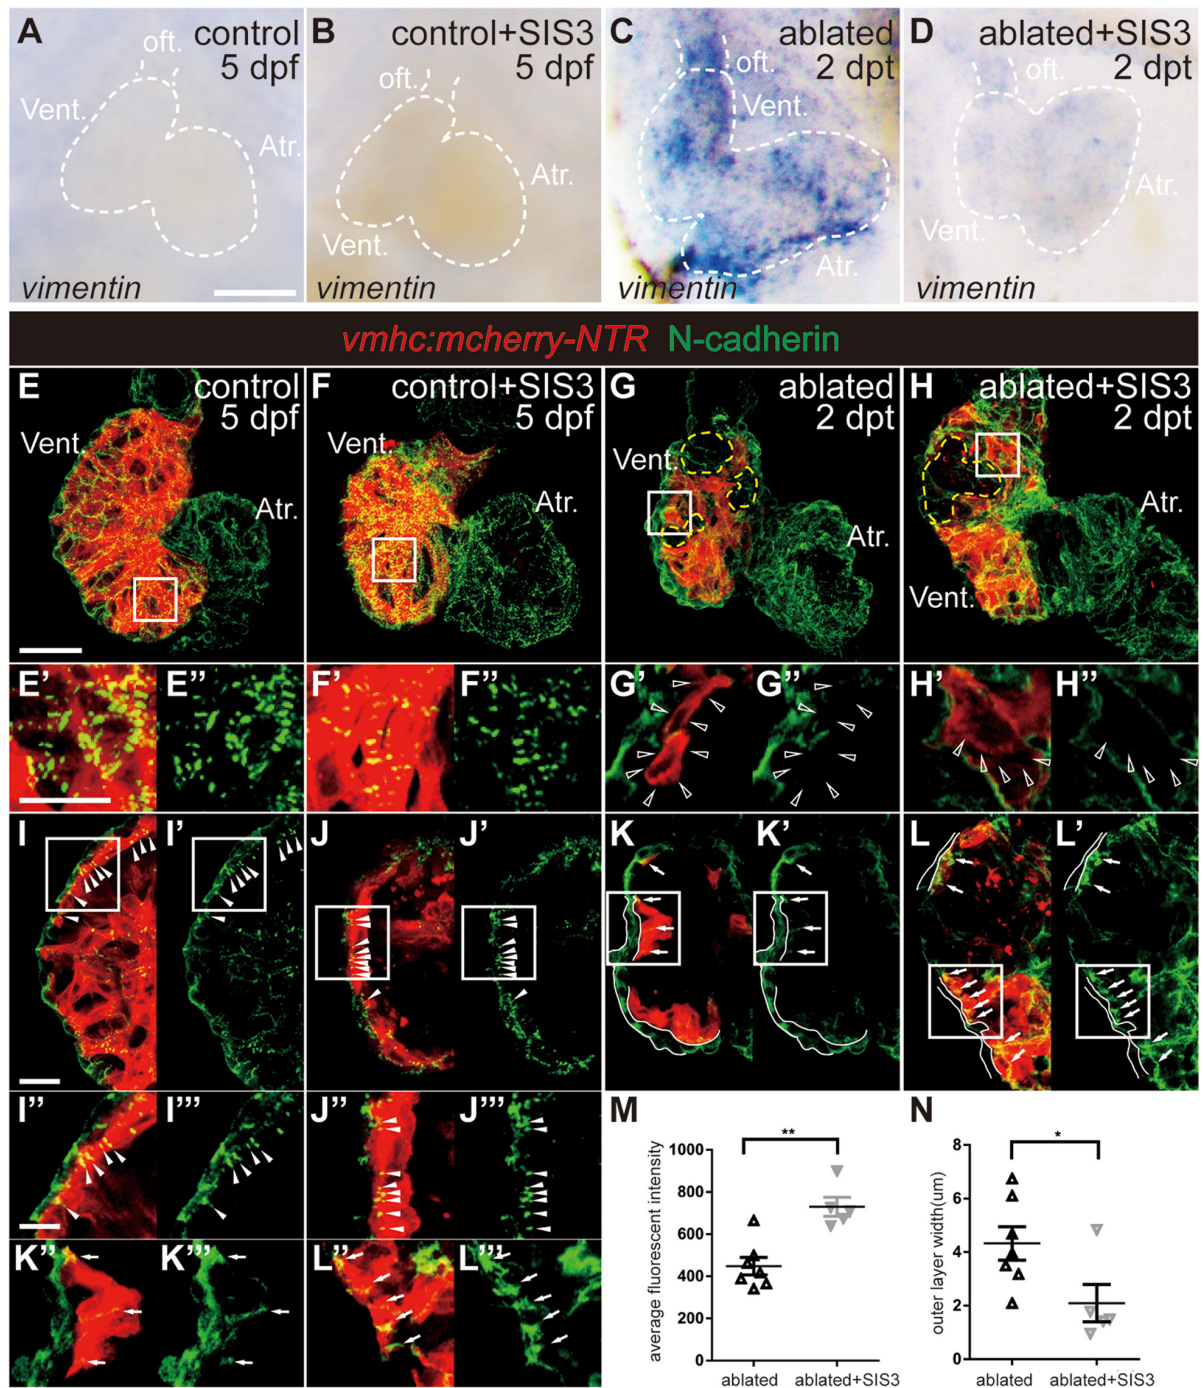 A control
5 dpf
oft.
Vent.
Atr.
vimentin
B control+SIS3
5 dpf
oft.
Atr.
Vent.
vimentin
C ablated
2 dpt
oft.
Vent.
Atr.
vimentin
D ablated+SIS3
2 dpt
oft.
Atr.
Vent.
vimentin
vmhc:mcherry-NTR N-cadherin
E control
5 dpf
Vent.
Atr.
F control+SIS3
5 dpf
Vent.
Atr.
G ablated
2 dpt
Vent.
Atr.
H ablated+SIS3
2 dpt
Atr.
Vent.
E' E" F' F" G' G" H' H"
I I' J J' K K' L L'
I" I"' J" J"'
K" K"' L" L"'
M
average fluorescent intensity
1000
800
600
400
200
0
**
ablated ablated+SIS3
N
outer layer width(um)
8
6
4
2
0
*
ablated ablated+SIS3